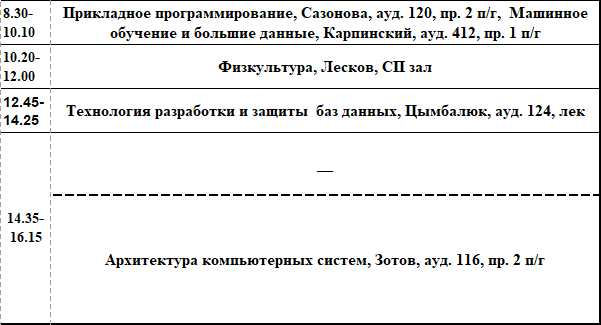 8.30-
10.10
Прикладное программирование, Сазонова, ауд. 120, пр. 2 п/г, Машинное
обучение и большие данные, Карпинский, ауд. 412, пр. 1 п/г
10.20-
12.00
Физкультура, Лесков, СП зал
12.45-
14.25
Технология разработки и защиты баз данных, Цымбалюк, ауд. 124, лек
14.35-
16.15
—
Архитектура компьютерных систем, Зотов, ауд. 116, пр. 2 п/г